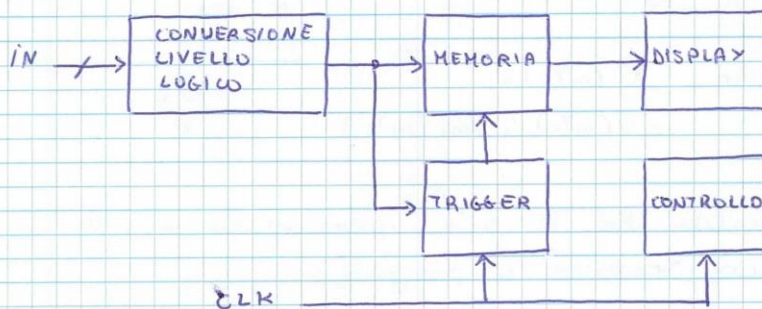 CONVERSIONE
LIVELLO
LOGICO
IN
MEMORIA
DISPLAY
TRIGGER
CONTROLLO
CLK